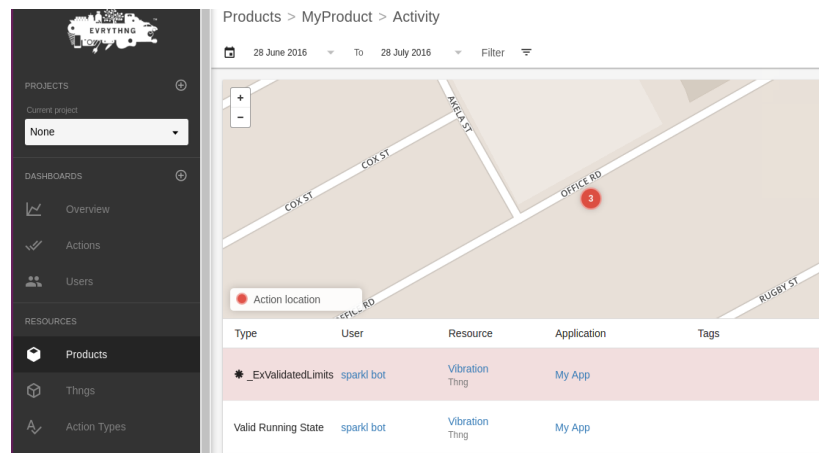 EVRYTHNG
PROJECTS
Current project
None
DASHBOARDS
Overview
Actions
Users
RESOURCES
Products
Thngs
Action Types
Products > MyProduct > Activity
28 June 2016 To 28 July 2016 Filter
+
−
AKELA ST
COX ST
COX ST
OFFICE RD
3
RUGBY ST
Action location
Type User Resource Application Tags
✸ _ExValidatedLimits sparkl bot Vibration My App
Thng
Valid Running State sparkl bot Vibration My App
Thng